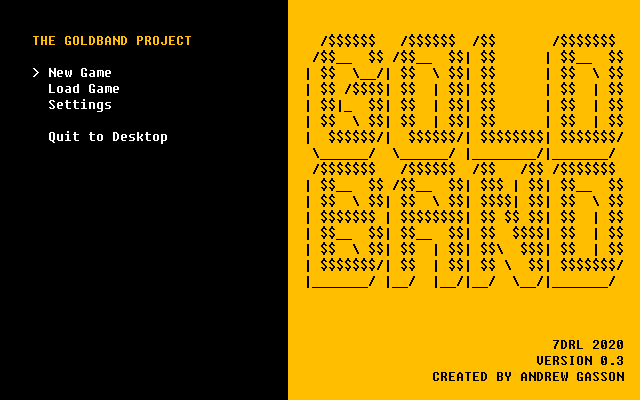 THE GOLDBAND PROJECT
> New Game
Load Game
Settings
Quit to Desktop
GOLD
BAND
7DRL 2020
VERSION 0.3
CREATED BY ANDREW GASSON